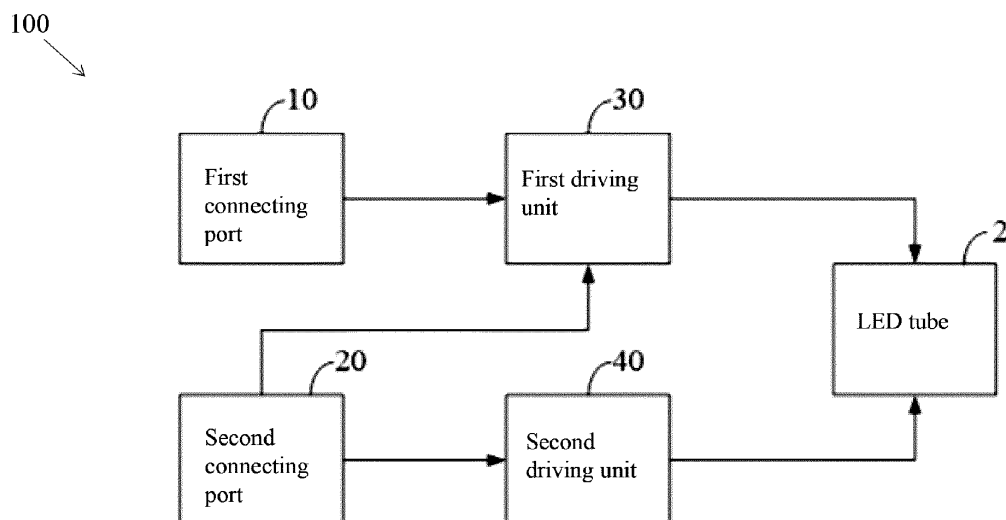 100
10
30
First
connecting
port
First driving
unit
2
LED tube
20
40
Second
connecting
port
Second
driving unit